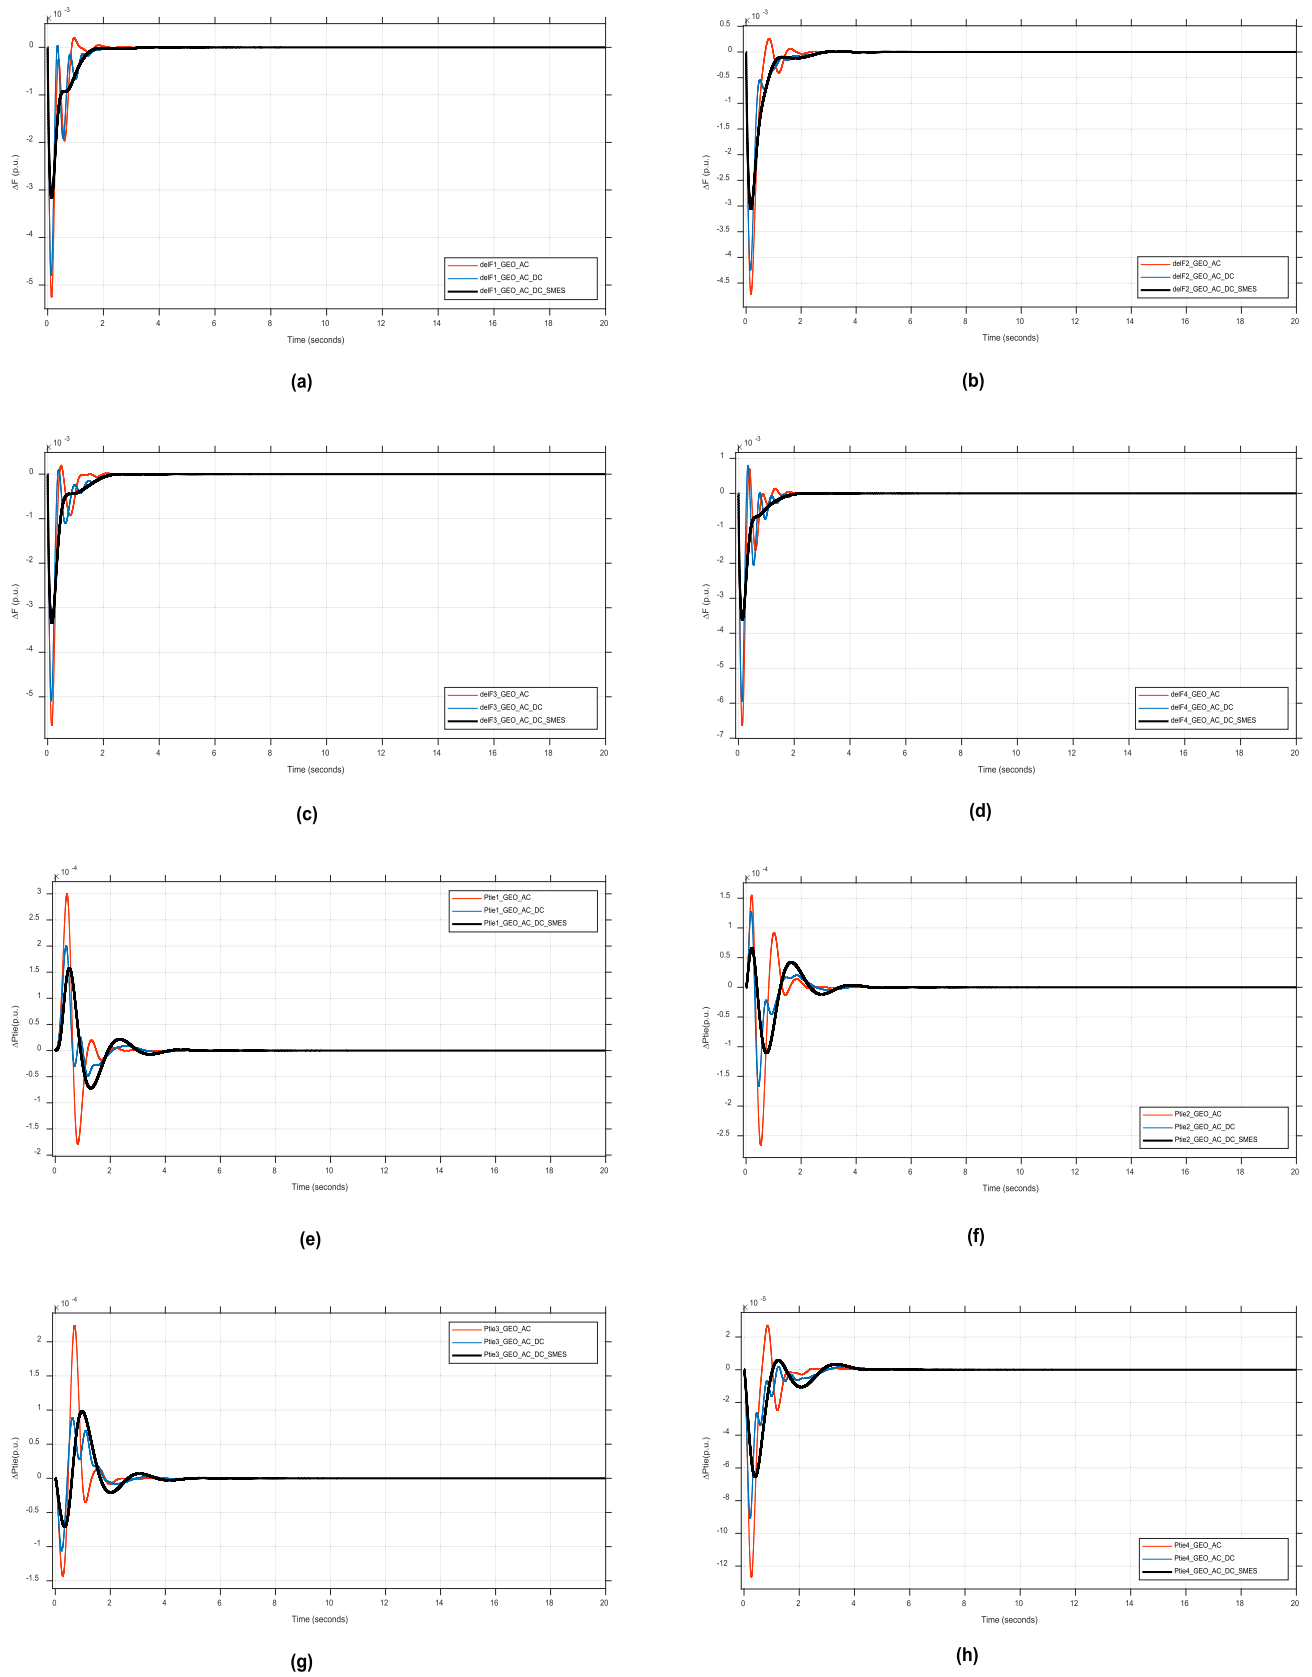 × 10 -3
0
-1
-2
-3
-4
-5
ΔF (p.u.)
delF1_GEO_AC
delF1_GEO_AC_DC
delF1_GEO_AC_DC_SMES
0 2 4 6 8 10 12 14 16 18 20
Time (seconds)
(a)
× 10 -3
0.5
0
-0.5
-1
-1.5
-2
-2.5
-3
-3.5
-4
-4.5
ΔF (p.u.)
delF2_GEO_AC
delF2_GEO_AC_DC
delF2_GEO_AC_DC_SMES
0 2 4 6 8 10 12 14 16 18 20
Time (seconds)
(b)
× 10 -3
0
-1
-2
-3
-4
-5
ΔF (p.u.)
delF3_GEO_AC
delF3_GEO_AC_DC
delF3_GEO_AC_DC_SMES
0 2 4 6 8 10 12 14 16 18 20
Time (seconds)
(c)
× 10 -3
1
0
-1
-2
-3
-4
-5
-6
-7
ΔF (p.u.)
delF4_GEO_AC
delF4_GEO_AC_DC
delF4_GEO_AC_DC_SMES
0 2 4 6 8 10 12 14 16 18 20
Time (seconds)
(d)
× 10 -4
3
2.5
2
1.5
1
0.5
0
-0.5
-1
-1.5
-2
ΔPtie(p.u.)
Ptie1_GEO_AC
Ptie1_GEO_AC_DC
Ptie1_GEO_AC_DC_SMES
0 2 4 6 8 10 12 14 16 18 20
Time (seconds)
(e)
× 10 -4
1.5
1
0.5
0
-0.5
-1
-1.5
-2
-2.5
ΔPtie(p.u.)
Ptie2_GEO_AC
Ptie2_GEO_AC_DC
Ptie2_GEO_AC_DC_SMES
0 2 4 6 8 10 12 14 16 18 20
Time (seconds)
(f)
× 10 -4
2
1.5
1
0.5
0
-0.5
-1
-1.5
ΔPtie(p.u.)
Ptie3_GEO_AC
Ptie3_GEO_AC_DC
Ptie3_GEO_AC_DC_SMES
0 2 4 6 8 10 12 14 16 18 20
Time (seconds)
(g)
× 10 -5
2
0
-2
-4
-6
-8
-10
-12
ΔPtie(p.u.)
Ptie4_GEO_AC
Ptie4_GEO_AC_DC
Ptie4_GEO_AC_DC_SMES
0 2 4 6 8 10 12 14 16 18 20
Time (seconds)
(h)